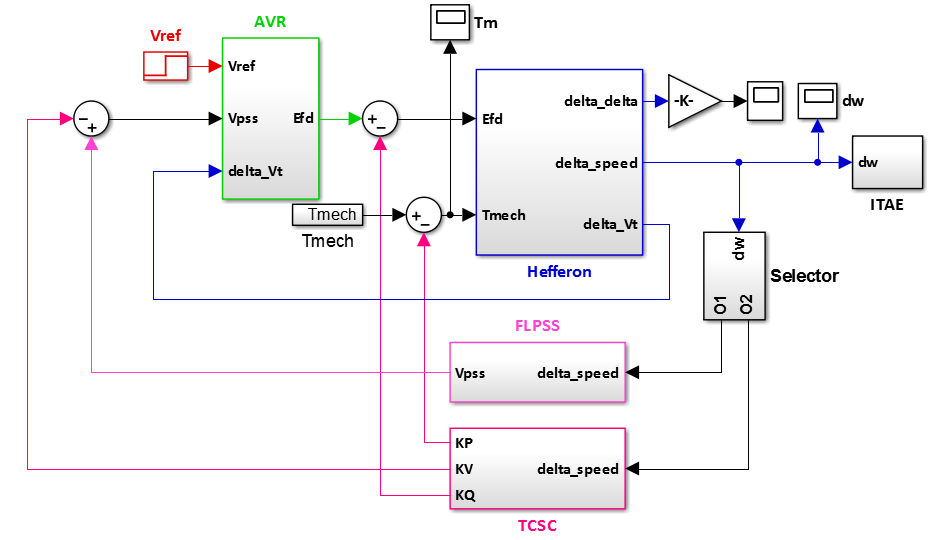 AVR
Vref
Tm
Vref
Vpss
Efd
delta_Vt
Efd
delta_delta
-K-
dw
delta_speed
dw
ITAE
Tmech
Tmech
Tmech
delta_Vt
Hefferon
dw
O1
O2
Selector
FLPSS
Vpss
delta_speed
KP
KV
delta_speed
KQ
TCSC